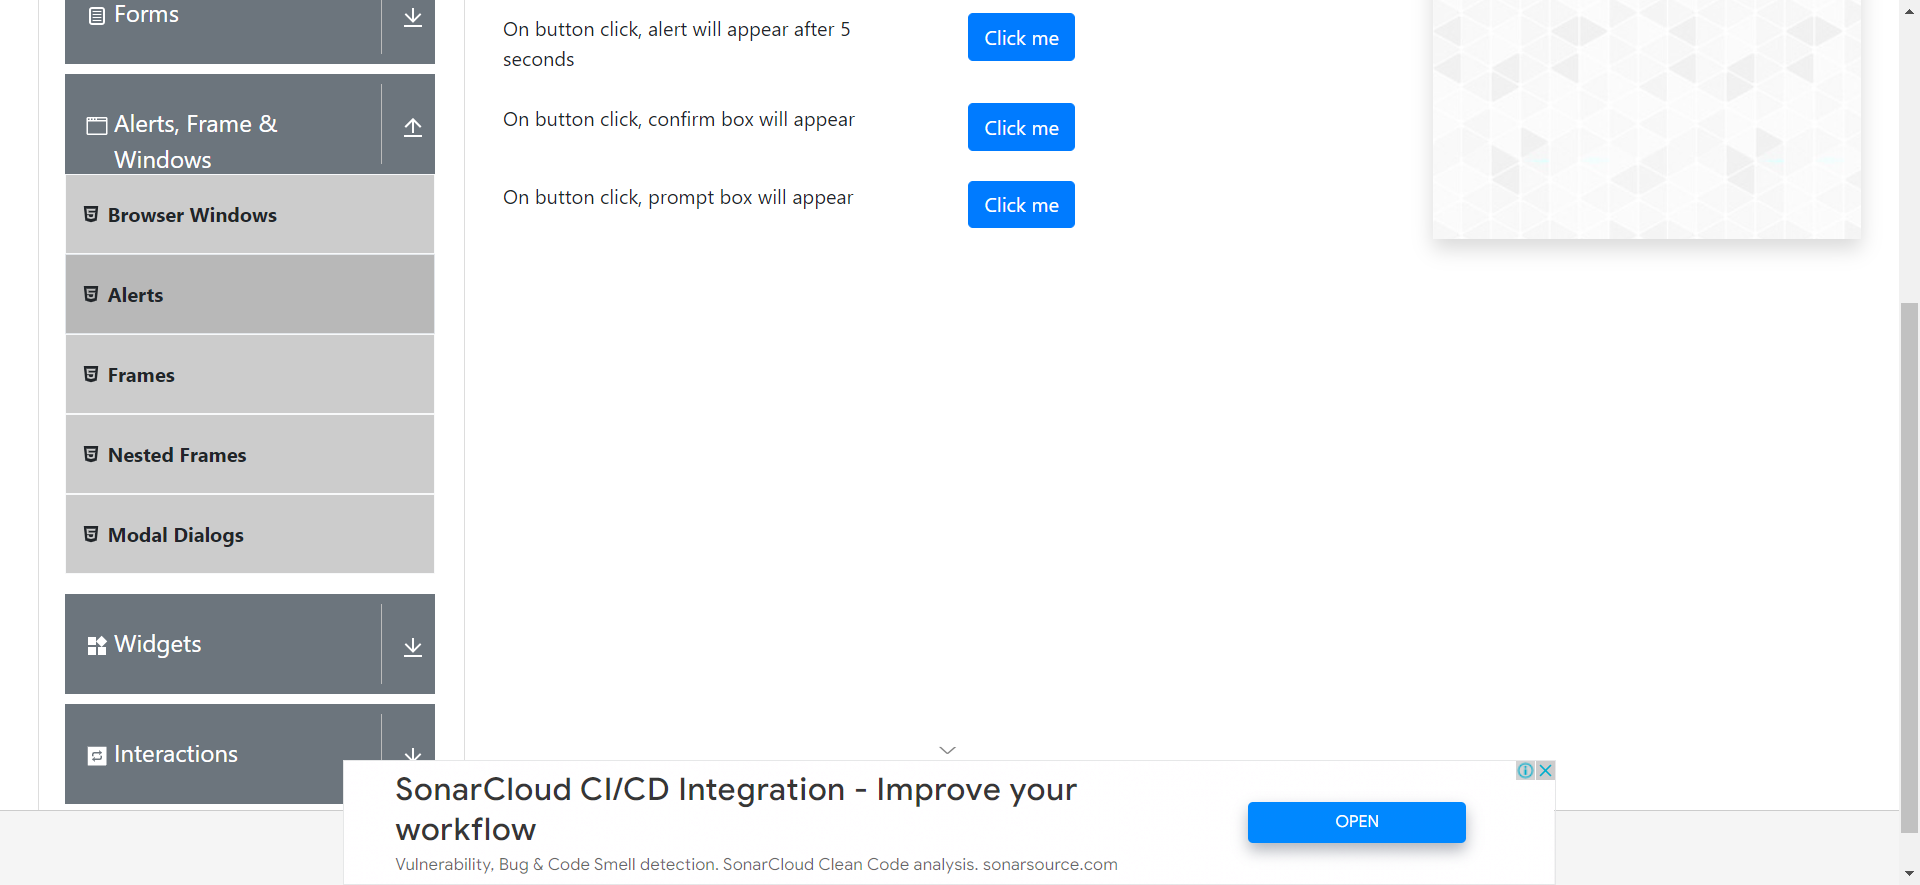 Forms
Alerts, Frame &
Windows
Browser Windows
Alerts
Frames
Nested Frames
Modal Dialogs
Widgets
Interactions
On button click, alert will appear after 5
seconds
Click me
On button click, confirm box will appear
Click me
On button click, prompt box will appear
Click me
SonarCloud CI/CD Integration - Improve your
workflow
Vulnerability, Bug & Code Smell detection. SonarCloud Clean Code analysis. sonarsource.com
OPEN